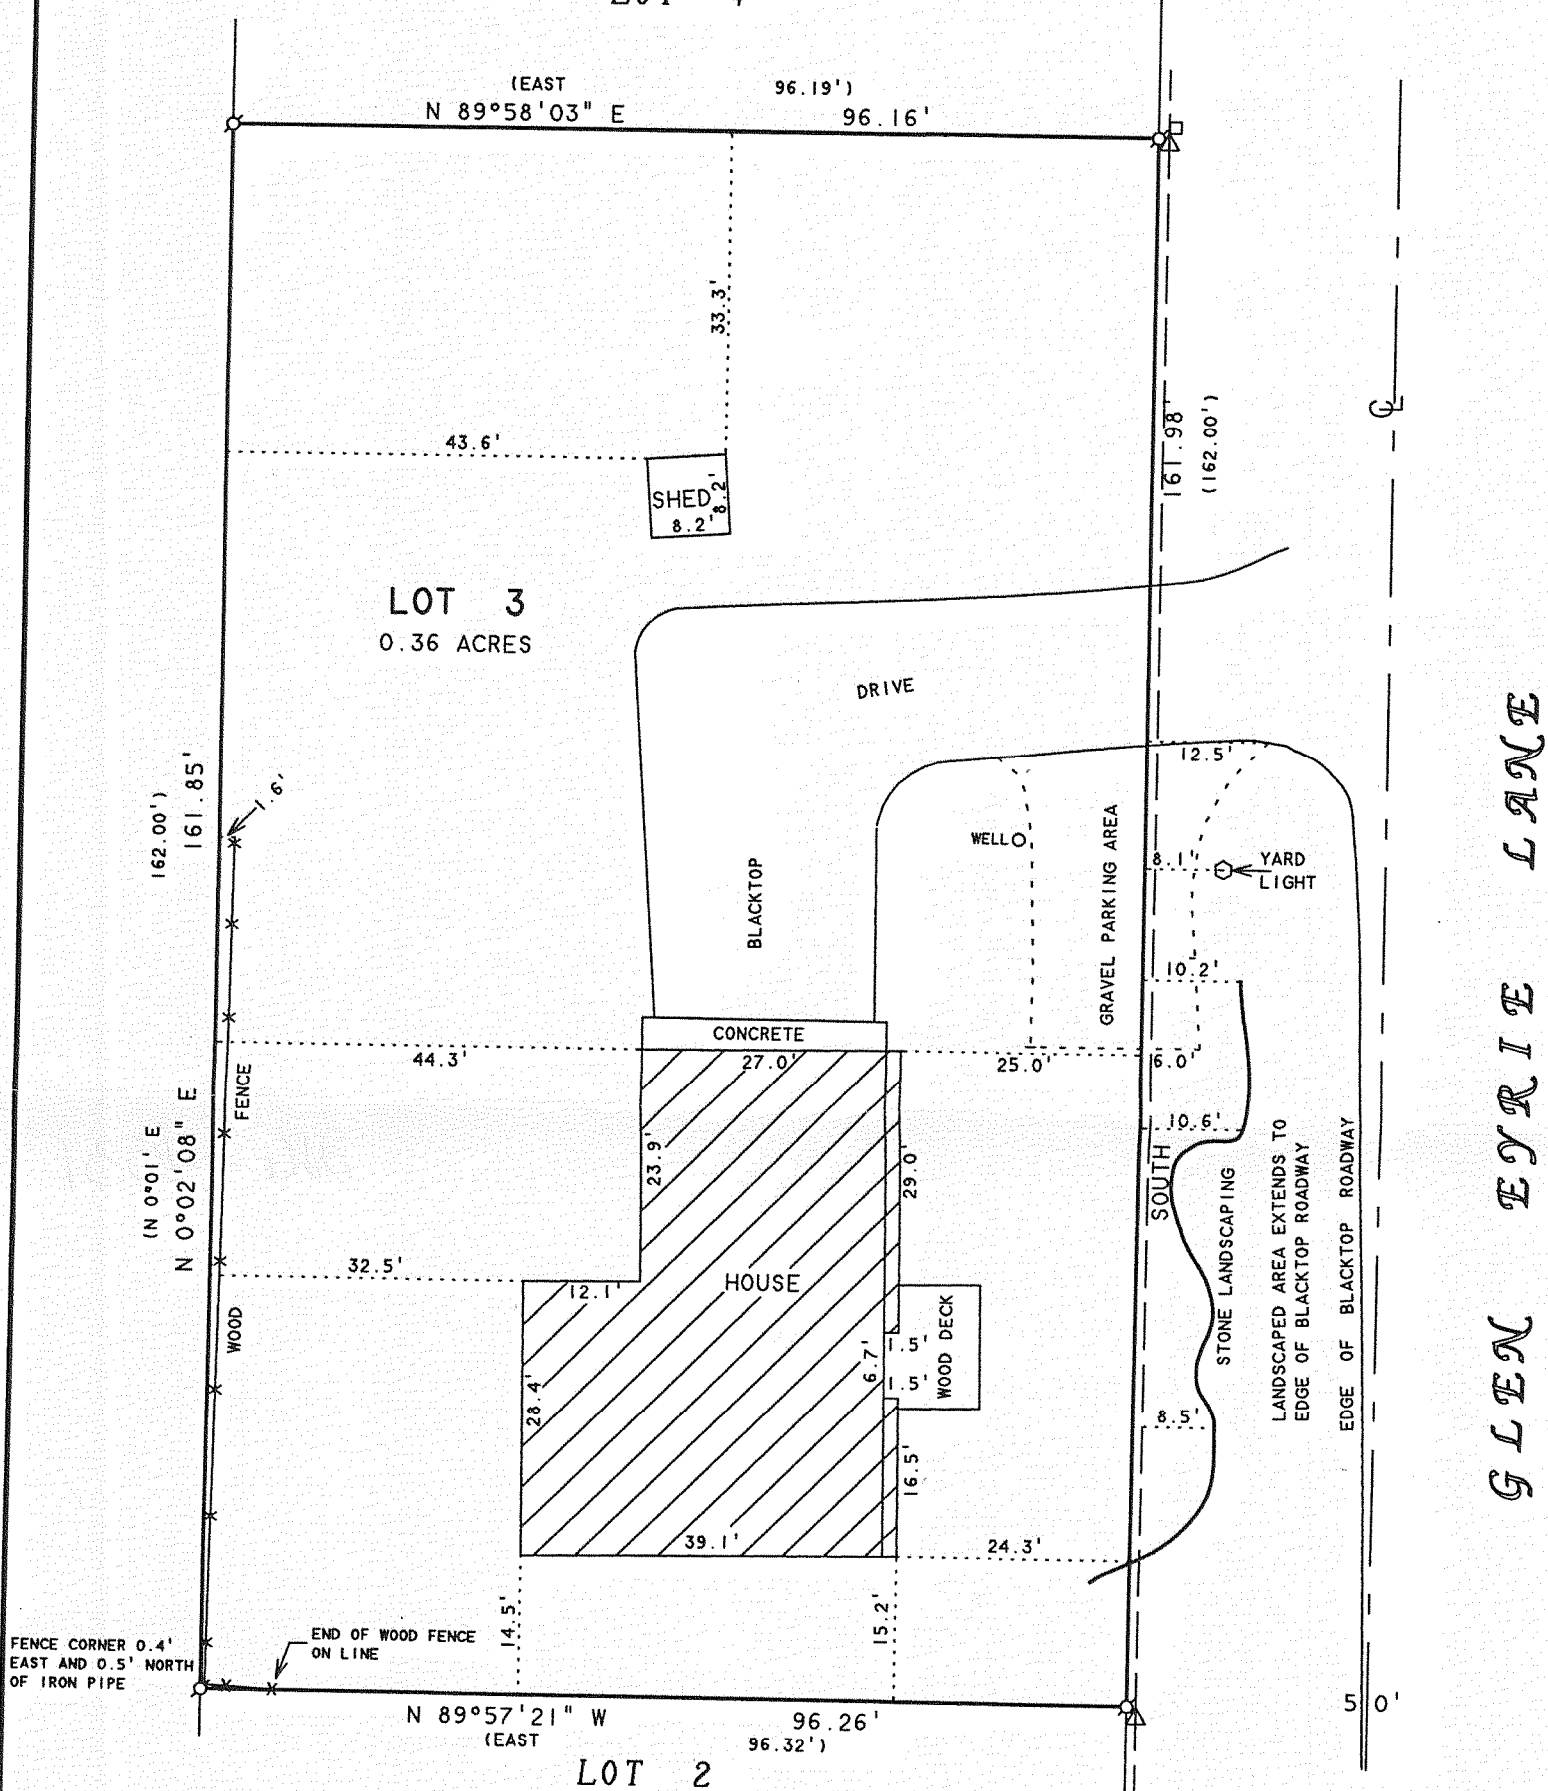 (EAST 96.19')
N 89°58'03" E 96.16'
33.3'
43.6'
SHED
8.2'
8.2'
161.98'
(162.00')
LOT 3
0.36 ACRES
DRIVE
12.5'
162.00')
161.85'
1.6'
WELL
GRAVEL PARKING AREA
8.1'
YARD
LIGHT
BLACKTOP
10.2'
CONCRETE
44.3'
27.0'
25.0'
6.0'
FENCE
(N 0°01' E
N 0°02'08" E
23.9'
29.0'
10.6'
SOUTH
STONE LANDSCAPING
LANDSCAPED AREA EXTENDS TO
EDGE OF BLACKTOP ROADWAY
EDGE OF BLACKTOP ROADWAY
GLEN EYRIE LANE
32.5'
12.1'
HOUSE
WOOD
1.5'
6.7'
1.5'
WOOD DECK
28.4'
8.5'
16.5'
39.1'
24.3'
14.5'
15.2'
FENCE CORNER 0.4'
EAST AND 0.5' NORTH
OF IRON PIPE
END OF WOOD FENCE
ON LINE
50'
N 89°57'21" W 96.26'
(EAST 96.32')
LOT 2